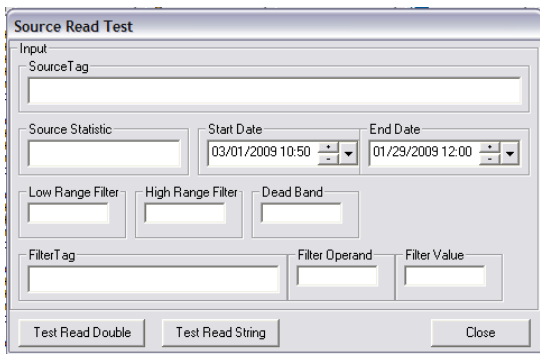 Source Read Test
Input
SourceTag
Source Statistic Start Date End Date
03/01/2009 10:50 01/29/2009 12:00
Low Range Filter High Range Filter Dead Band
FilterTag Filter Operand Filter Value
Test Read Double Test Read String Close